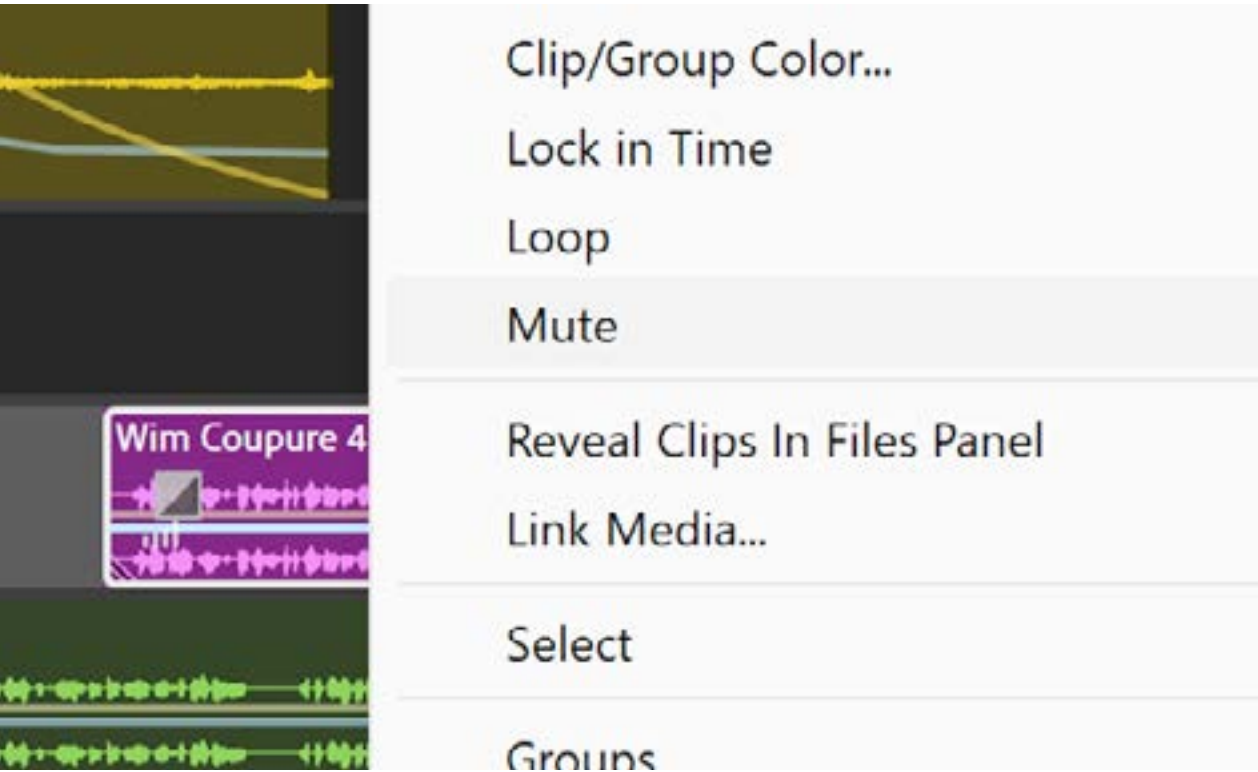 Clip/Group Color...
Lock in Time
Loop
Mute
Wim Coupure 4
Reveal Clips In Files Panel
Link Media...
Select
Groups